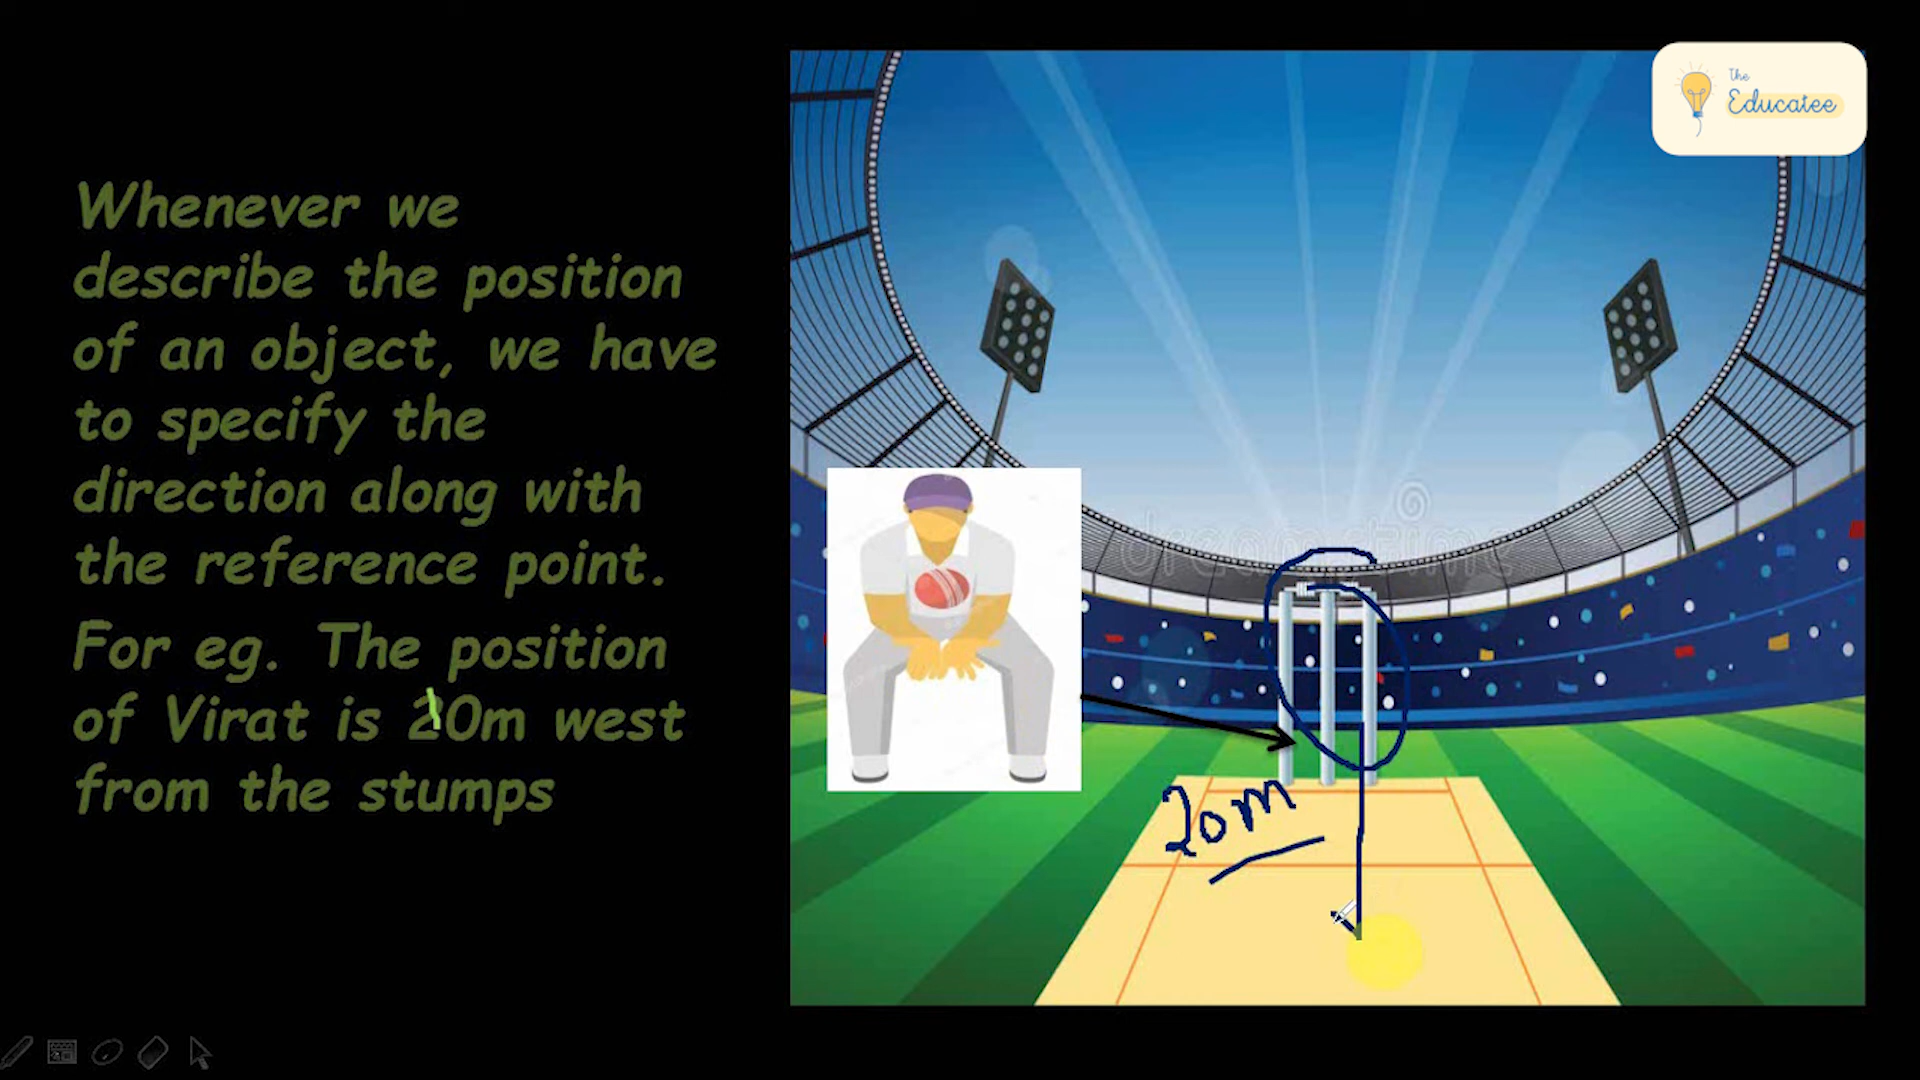 The
Educatee
Whenever we
describe the position
of an object, we have
to specify the
direction along with
the reference point.
For eg. The position
of Virat is 20m west
from the stumps
dreamstime
20m